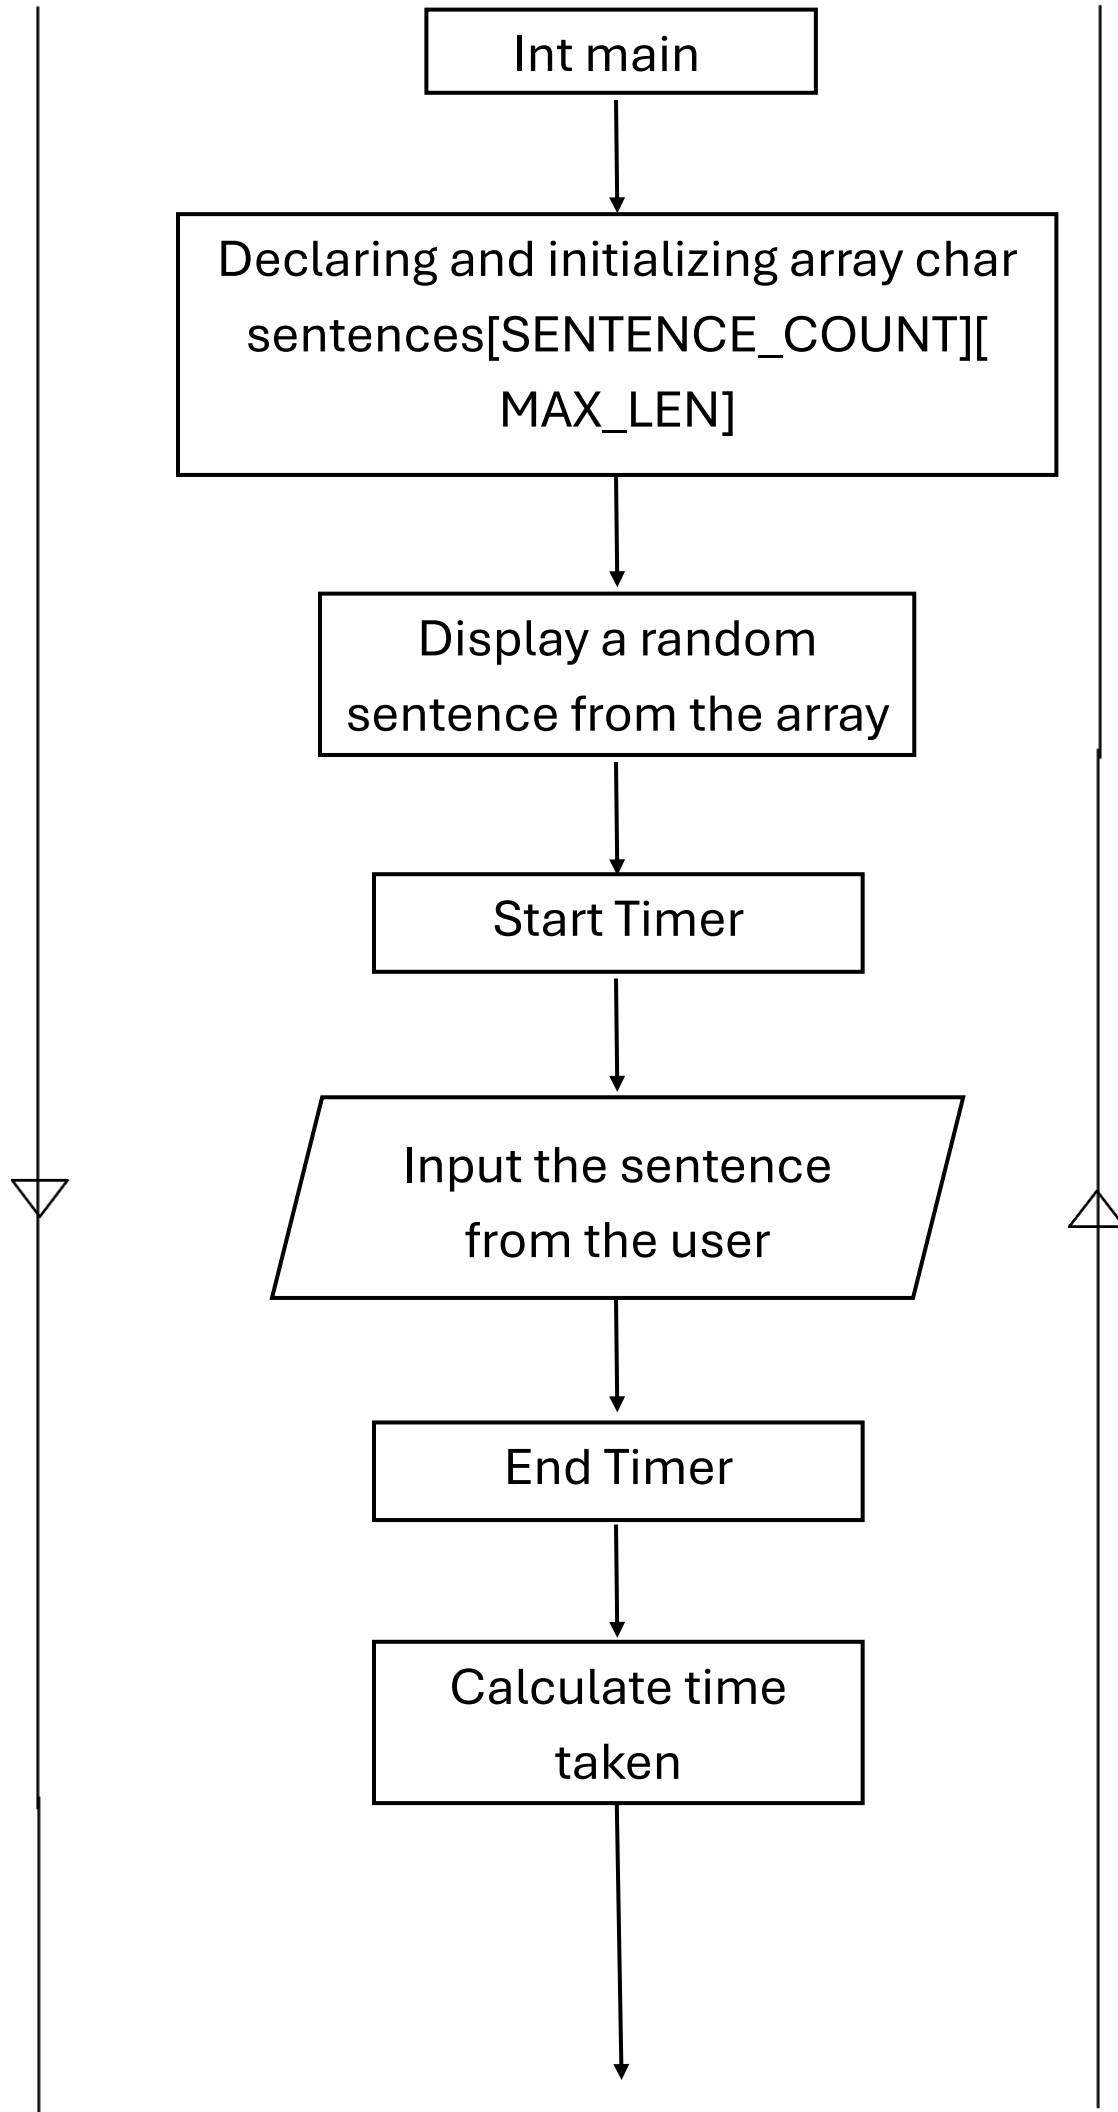 Int main
Declaring and initializing array char
sentences[SENTENCE_COUNT][
MAX_LEN]
Display a random
sentence from the array
Start Timer
Input the sentence
from the user
End Timer
Calculate time
taken